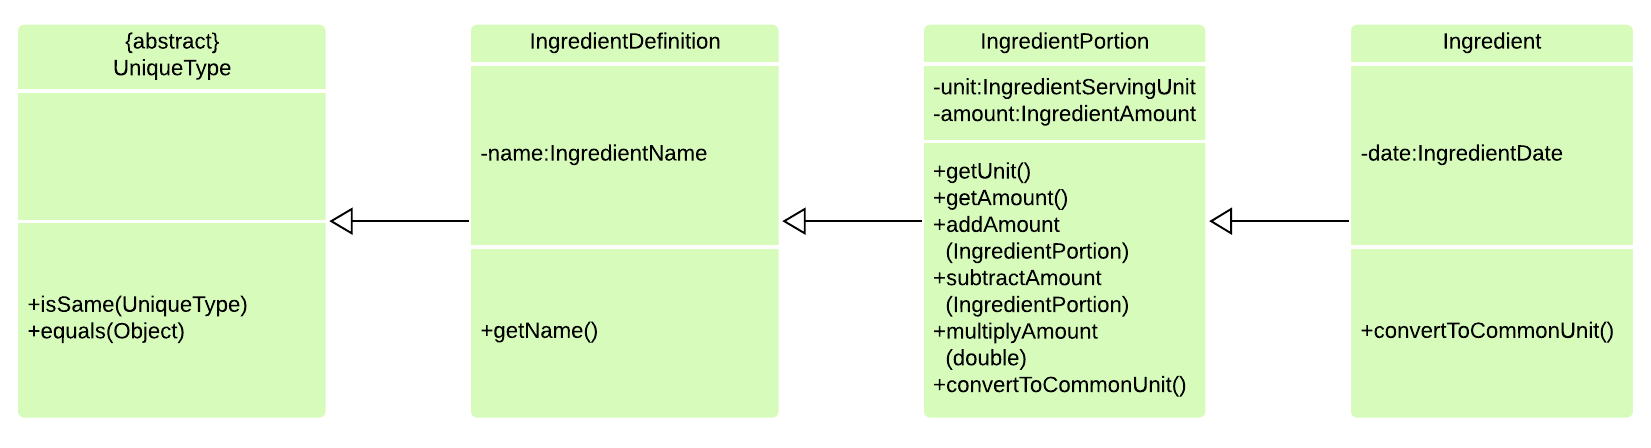 {abstract}
UniqueType
+isSame(UniqueType)
+equals(Object)
IngredientDefinition
-name:IngredientName
+getName()
IngredientPortion
-unit:IngredientServingUnit
-amount:IngredientAmount
+getUnit()
+getAmount()
+addAmount
(IngredientPortion)
+subtractAmount
(IngredientPortion)
+multiplyAmount
(double)
+convertToCommonUnit()
Ingredient
-date:IngredientDate
+convertToCommonUnit()